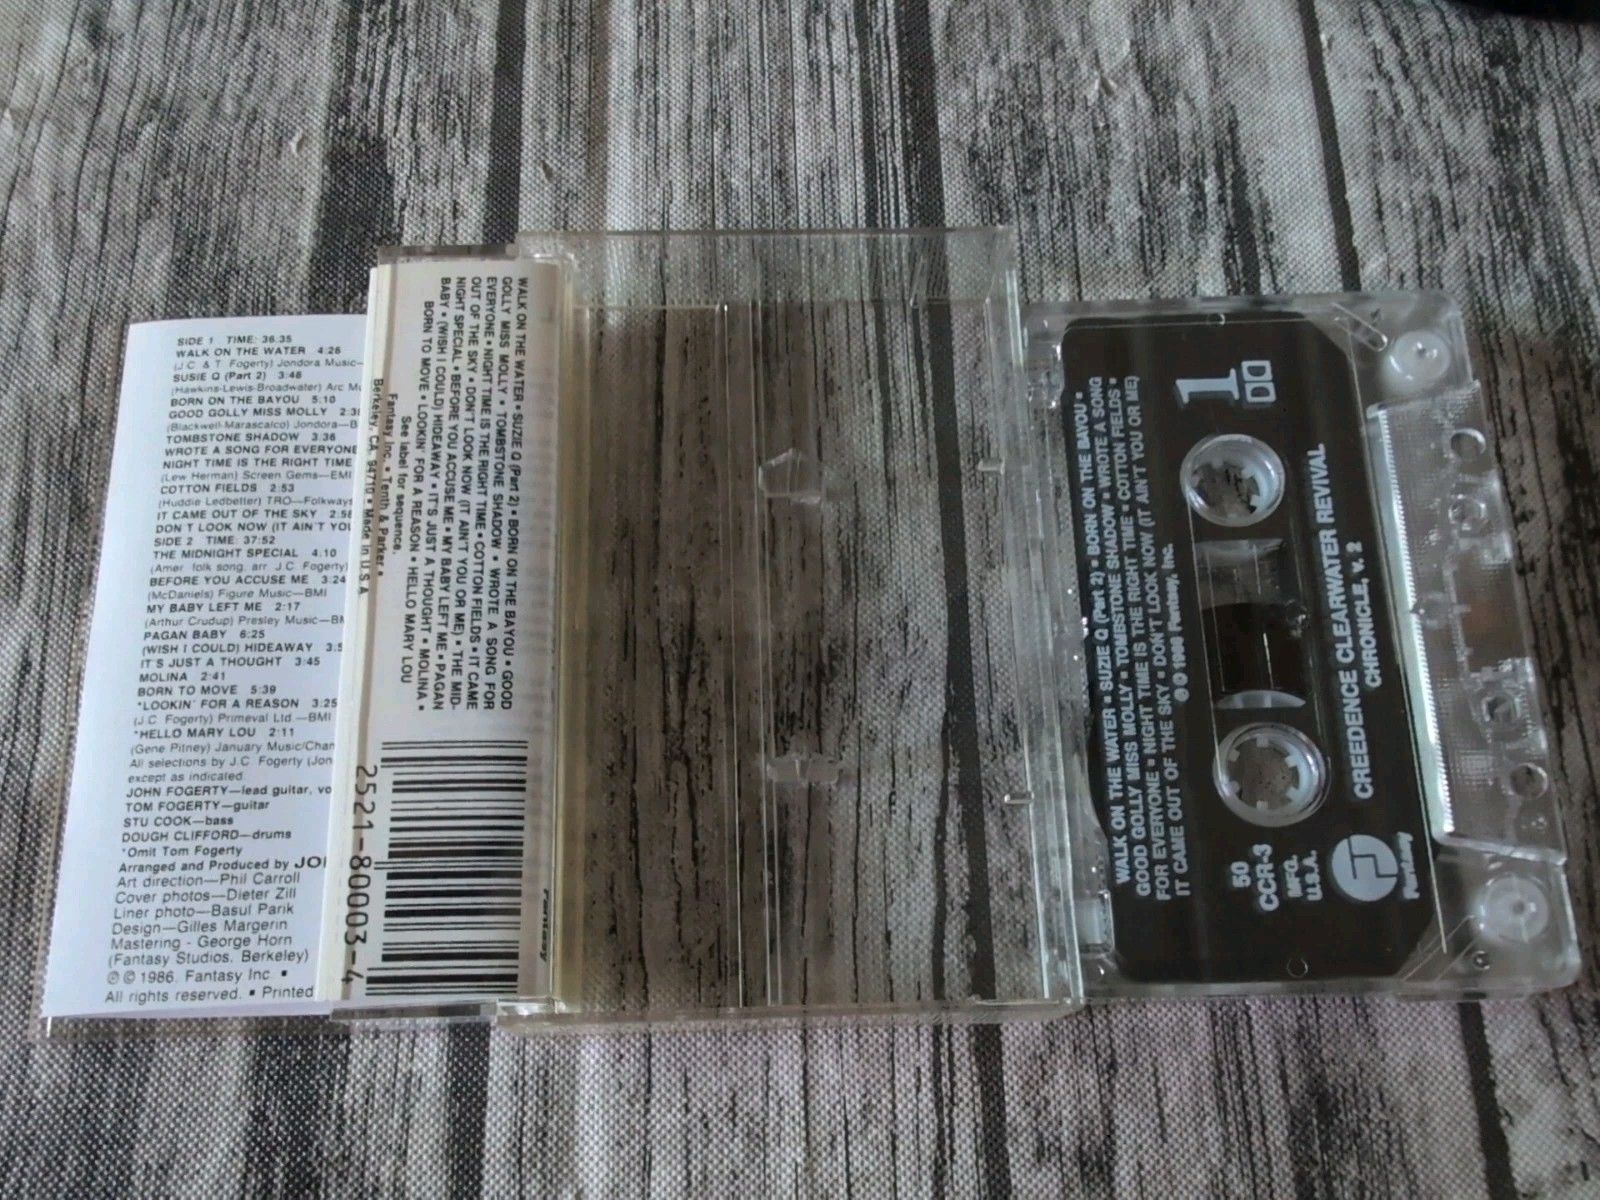 SIDE 1 TIME: 36.35
WALK ON THE WATER 4:26
(J.C. & T. Fogerty) Jondora Music—
SUSIE Q (Part 2) 3:48
(Hawkins-Lewis-Broadwater) Arc
BORN ON THE BAYOU 5:10
GOOD GOLLY MISS MOLLY
(Blackwell-Marascalco) Jondora—B
TOMBSTONE SHADOW 3:36
WROTE A SONG FOR EVERYONE
NIGHT TIME IS THE RIGHT TIME
(Lew Herman) Screen Gems—EMI
COTTON FIELDS 2:53
(Huddie Ledbetter) TRO—Folkways
IT CAME OUT OF THE SKY 2:58
DON'T LOOK NOW (IT AIN'T YOU
SIDE 2 TIME: 37:52
THE MIDNIGHT SPECIAL 4:10
(Amer. folk song, arr. J.C. Fogerty)
BEFORE YOU ACCUSE ME 3:24
(McDaniels) Figure Music—BMI
MY BABY LEFT ME 2:17
(Arthur Crudup) Presley Music—BM
PAGAN BABY 6:25
(WISH I COULD) HIDEAWAY 3:5
IT'S JUST A THOUGHT 3:45
MOLINA 2:41
BORN TO MOVE 5:39
*LOOKIN' FOR A REASON 3:25
(J.C. Fogerty) Primeval Ltd.—BMI
*HELLO MARY LOU 2:11
(Gene Pitney) January Music/Chan
All selections by J.C. Fogerty (Jon
except as indicated.
JOHN FOGERTY—lead guitar, vo
TOM FOGERTY—guitar
STU COOK—bass
DOUGH CLIFFORD—drums
*Omit Tom Fogerty
Arranged and Produced by JO
Art direction—Phil Carroll
Cover photos—Dieter Zill
Liner photo—Basul Parik
Design—Gilles Margerin
Mastering - George Horn
(Fantasy Studios, Berkeley)
℗ © 1986, Fantasy Inc. ▪
All rights reserved. ▪ Printed
WALK ON THE WATER • SUZIE Q (Part 2) • BORN ON THE BAYOU • GOOD
GOLLY MISS MOLLY • TOMBSTONE SHADOW • WROTE A SONG FOR
EVERYONE • NIGHT TIME IS THE RIGHT TIME • COTTON FIELDS • IT CAME
OUT OF THE SKY • DON'T LOOK NOW (IT AIN'T YOU OR ME) • THE MID-
NIGHT SPECIAL • BEFORE YOU ACCUSE ME • MY BABY LEFT ME • PAGAN
BABY • (WISH I COULD) HIDEAWAY • IT'S JUST A THOUGHT • MOLINA •
BORN TO MOVE • LOOKIN' FOR A REASON • HELLO MARY LOU
See label for sequence.
Fantasy Inc. • Tenth & Parker •
Berkeley, CA. 94710 • Made in U.S.A
2521-80003-4
Fantasy
1
WALK ON THE WATER • SUZIE Q (Part 2) • BORN ON THE BAYOU •
GOOD GOLLY MISS MOLLY • TOMBSTONE SHADOW • WROTE A SONG
FOR EVERYONE • NIGHT TIME IS THE RIGHT TIME • COTTON FIELDS •
IT CAME OUT OF THE SKY • DON'T LOOK NOW (IT AIN'T YOU OR ME)
℗ © 1986 Fantasy, Inc.
50
CCR-3
MFG.
U.S.A.
CREEDENCE CLEARWATER REVIVAL
CHRONICLE, v. 2
Fantasy